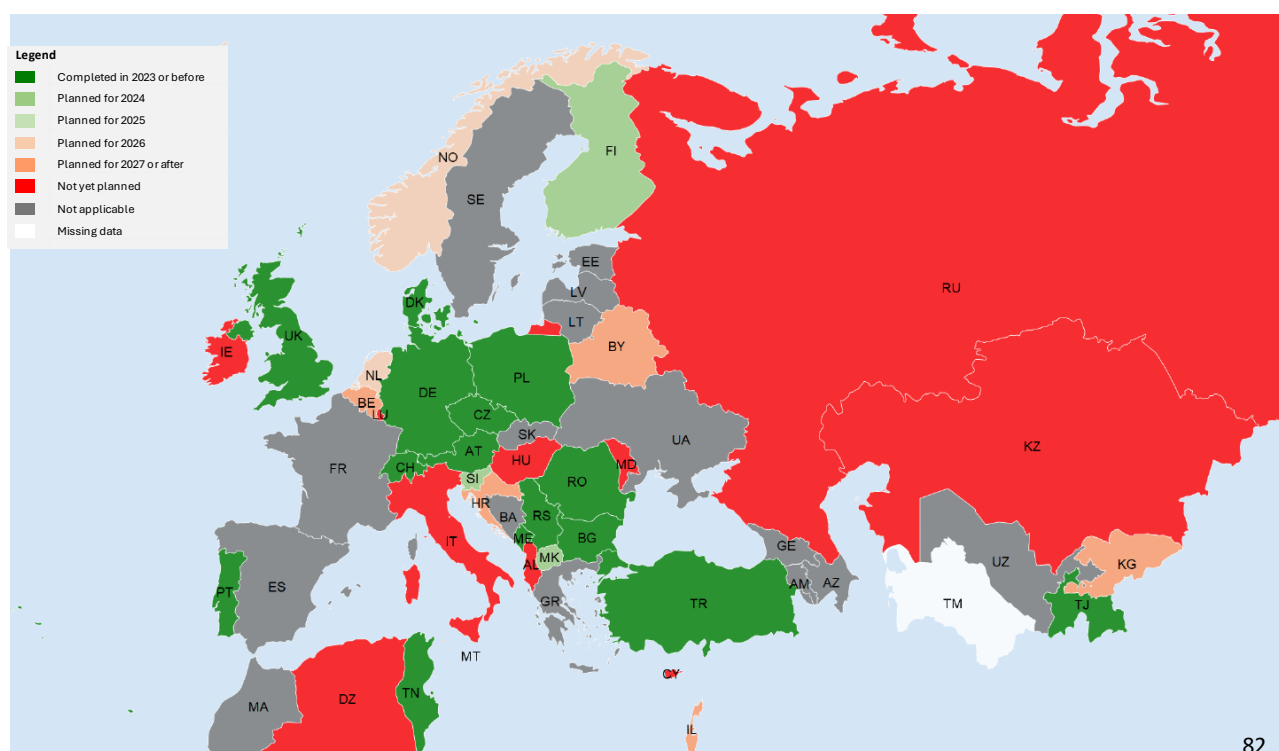 Legend
Completed in 2023 or before
Planned for 2024
Planned for 2025
Planned for 2026
Planned for 2027 or after
Not yet planned
Not applicable
Missing data
NO
FI
SE
EE
RU
LV
DK
LT
UK
BY
IE
NL
PL
DE
BE
LU
CZ
SK
UA
KZ
AT
HU
MD
FR
CH
SI
RO
HR
BA
RS
IT
ME
BG
GE
AL
MK
UZ
KG
AM
AZ
ES
PT
GR
TR
TM
TJ
MT
CY
DZ
TN
MA
IL
82